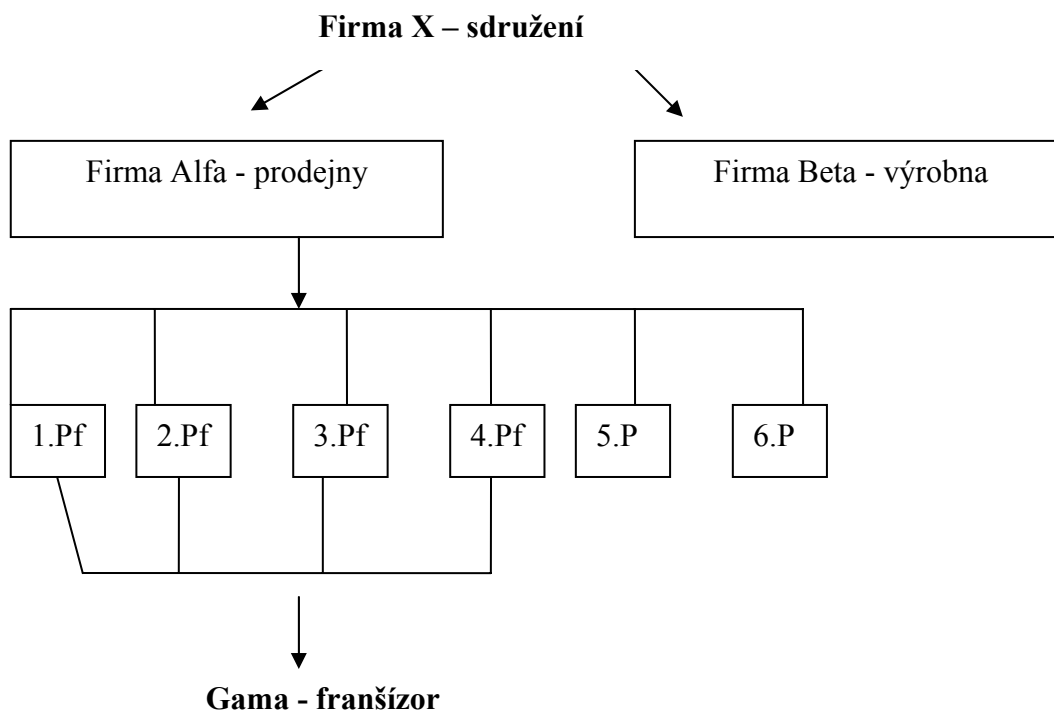 Firma X – sdružení
Firma Alfa - prodejny
Firma Beta - výrobna
1.Pf
2.Pf
3.Pf
4.Pf
5.P
6.P
Gama - franšízor